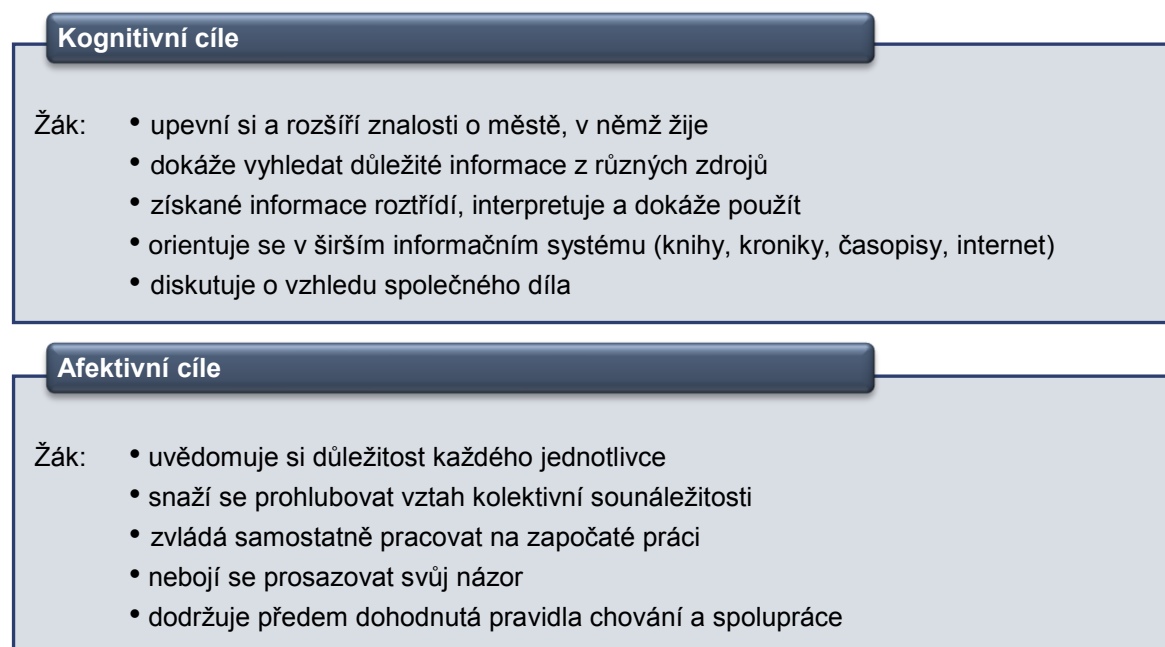 Kognitivní cíle
Žák: • upevní si a rozšíří znalosti o městě, v němž žije
• dokáže vyhledat důležité informace z různých zdrojů
• získané informace roztřídí, interpretuje a dokáže použít
• orientuje se v širším informačním systému (knihy, kroniky, časopisy, internet)
• diskutuje o vzhledu společného díla
Afektivní cíle
Žák: • uvědomuje si důležitost každého jednotlivce
• snaží se prohlubovat vztah kolektivní sounáležitosti
• zvládá samostatně pracovat na započaté práci
• nebojí se prosazovat svůj názor
• dodržuje předem dohodnutá pravidla chování a spolupráce